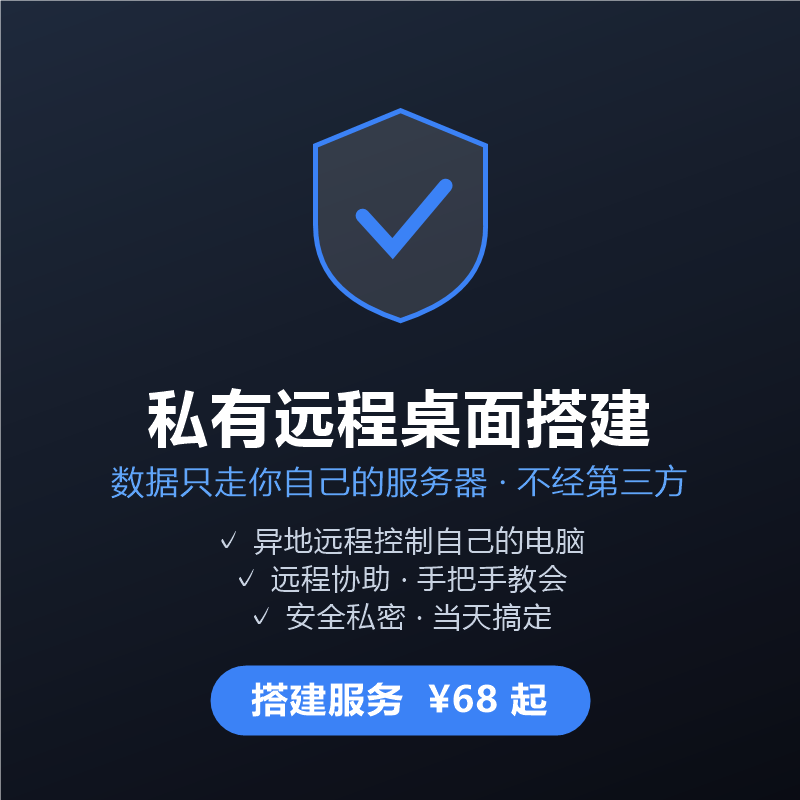 私有远程桌面搭建
数据只走你自己的服务器 · 不经第三方
✓ 异地远程控制自己的电脑
✓ 远程协助 · 手把手教会
✓ 安全私密 · 当天搞定
搭建服务 ¥68 起